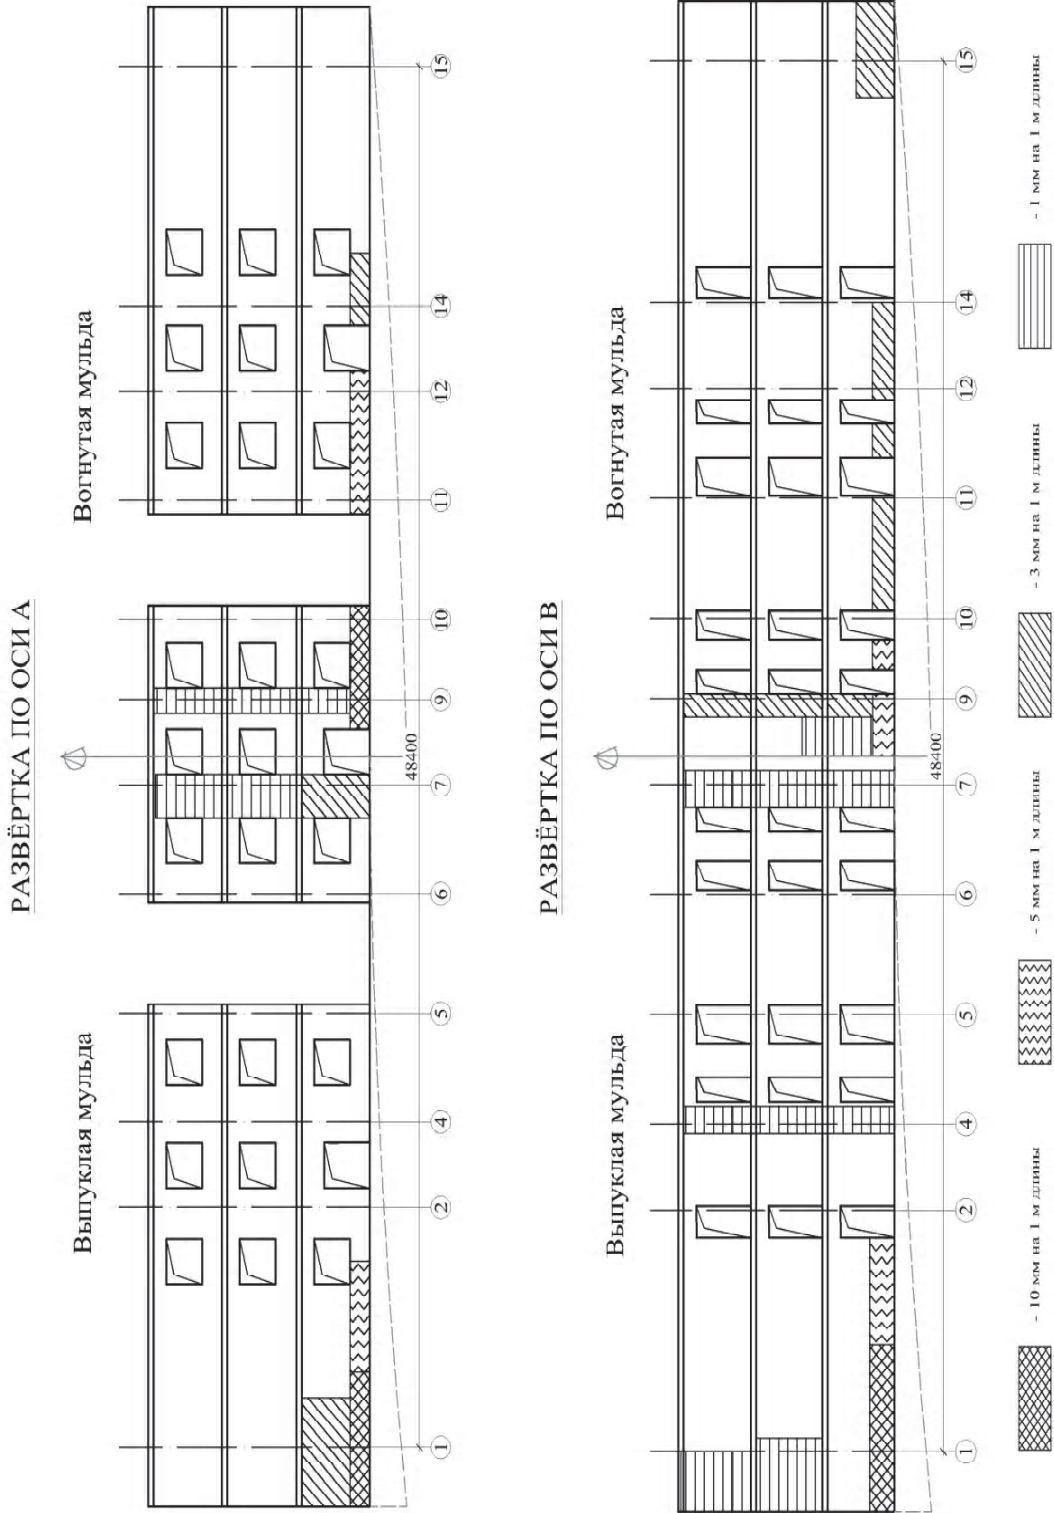 РАЗВЁРТКА ПО ОСИ А
Выпуклая мульда
Вогнутая мульда
48400
1 2 4 5 6 7 9 10 11 12 14 15
РАЗВЁРТКА ПО ОСИ В
Выпуклая мульда
Вогнутая мульда
48400
1 2 4 5 6 7 9 10 11 12 14 15
- 10 мм на 1 м длины
- 5 мм на 1 м длины
- 3 мм на 1 м длины
- 1 мм на 1 м длины